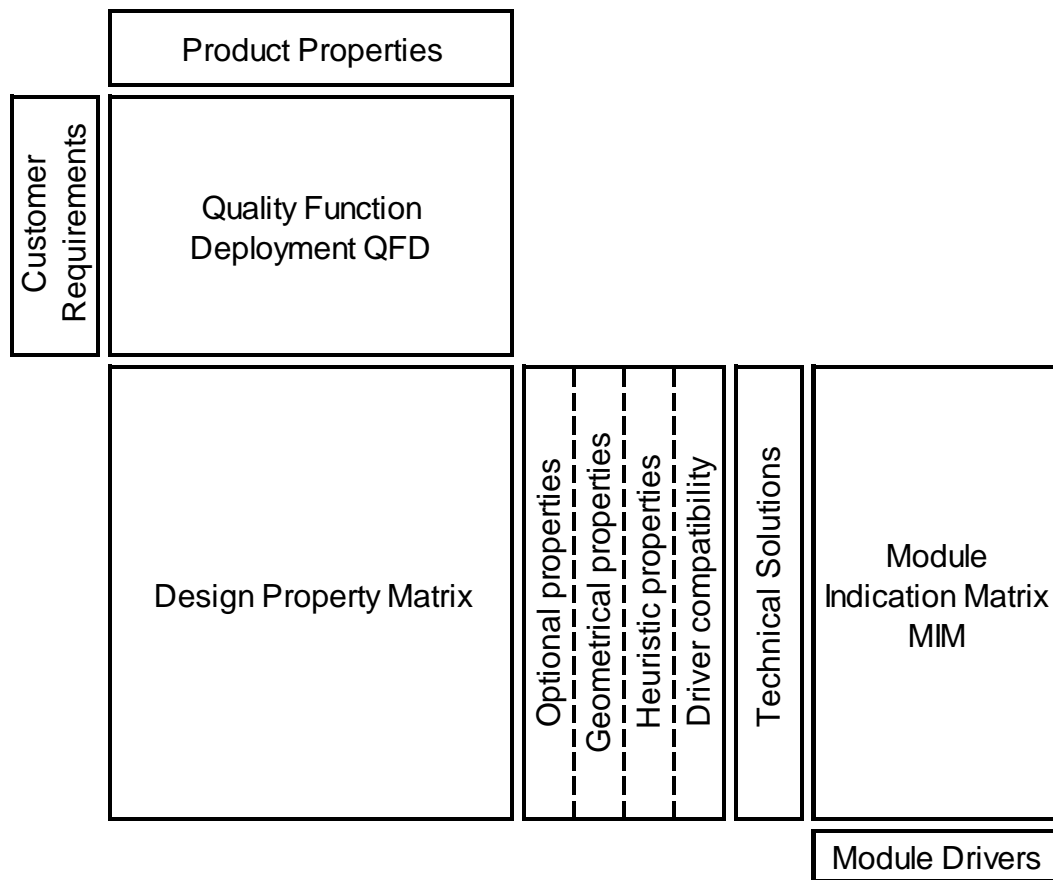 Product Properties
Customer
Requirements
Quality Function
Deployment QFD
Design Property Matrix
Optional properties
Geometrical properties
Heuristic properties
Driver compatibility
Technical Solutions
Module
Indication Matrix
MIM
Module Drivers